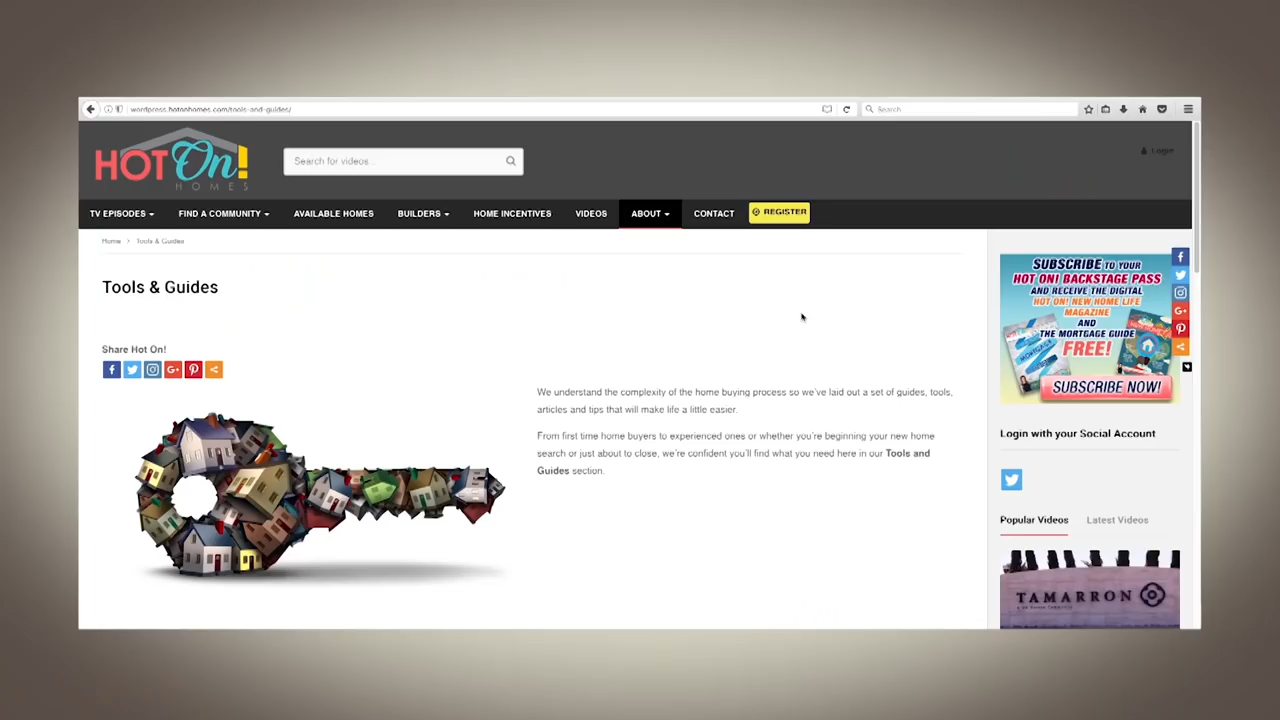 wordpress.hotonhomes.com/tools-and-guides/
Search
HOT On!
HOMES
Search for videos...
Login
TV EPISODES
FIND A COMMUNITY
AVAILABLE HOMES
BUILDERS
HOME INCENTIVES
VIDEOS
ABOUT
CONTACT
REGISTER
Home > Tools & Guides
Tools & Guides
Share Hot On!
We understand the complexity of the home buying process so we've laid out a set of guides, tools,
articles and tips that will make life a little easier.
From first time home buyers to experienced ones or whether you're beginning your new home
search or just about to close, we're confident you'll find what you need here in our Tools and
Guides section.
SUBSCRIBE TO YOUR
HOT ON! BACKSTAGE PASS
AND RECEIVE THE DIGITAL
HOT ON! NEW HOME LIFE
MAGAZINE
AND
THE MORTGAGE GUIDE
FREE!
SUBSCRIBE NOW!
Login with your Social Account
Popular Videos
Latest Videos
TAMARRON